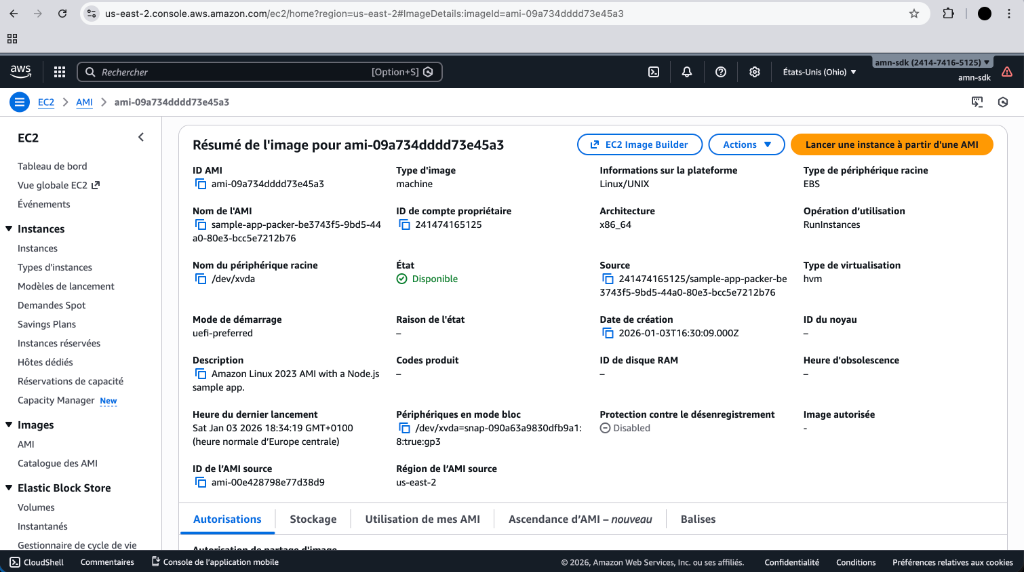 us-east-2.console.aws.amazon.com/ec2/home?region=us-east-2#ImageDetails:imageId=ami-09a734dddd73e45a3
aws
Rechercher
[Option+S]
États-Unis (Ohio)
amn-sdk (2414-7416-5125)
amn-sdk
EC2
AMI
ami-09a734dddd73e45a3
EC2
Tableau de bord
Vue globale EC2
Événements
Instances
Instances
Types d'instances
Modèles de lancement
Demandes Spot
Savings Plans
Instances réservées
Hôtes dédiés
Réservations de capacité
Capacity Manager New
Images
AMI
Catalogue des AMI
Elastic Block Store
Volumes
Instantanés
Gestionnaire de cycle de vie
Résumé de l'image pour ami-09a734dddd73e45a3
EC2 Image Builder
Actions
Lancer une instance à partir d'une AMI
ID AMI
ami-09a734dddd73e45a3
Type d'image
machine
Informations sur la plateforme
Linux/UNIX
Type de périphérique racine
EBS
Nom de l'AMI
sample-app-packer-be3743f5-9bd5-44
a0-80e3-bcc5e7212b76
ID de compte propriétaire
241474165125
Architecture
x86_64
Opération d'utilisation
RunInstances
Nom du périphérique racine
/dev/xvda
État
Disponible
Source
241474165125/sample-app-packer-be
3743f5-9bd5-44a0-80e3-bcc5e7212b76
Type de virtualisation
hvm
Mode de démarrage
uefi-preferred
Raison de l'état
–
Date de création
2026-01-03T16:30:09.000Z
ID du noyau
–
Description
Amazon Linux 2023 AMI with a Node.js
sample app.
Codes produit
–
ID de disque RAM
–
Heure d'obsolescence
–
Heure du dernier lancement
Sat Jan 03 2026 18:34:19 GMT+0100
(heure normale d'Europe centrale)
Périphériques en mode bloc
/dev/xvda=snap-090a63a9830dfb9a1:
8:true:gp3
Protection contre le désenregistrement
Disabled
Image autorisée
-
ID de l'AMI source
ami-00e428798e77d38d9
Région de l'AMI source
us-east-2
Autorisations
Stockage
Utilisation de mes AMI
Ascendance d'AMI – nouveau
Balises
Autorisation de partage d'image
CloudShell
Commentaires
Console de l'application mobile
© 2026, Amazon Web Services, Inc. ou ses affiliés.
Confidentialité
Conditions
Préférences relatives aux cookies